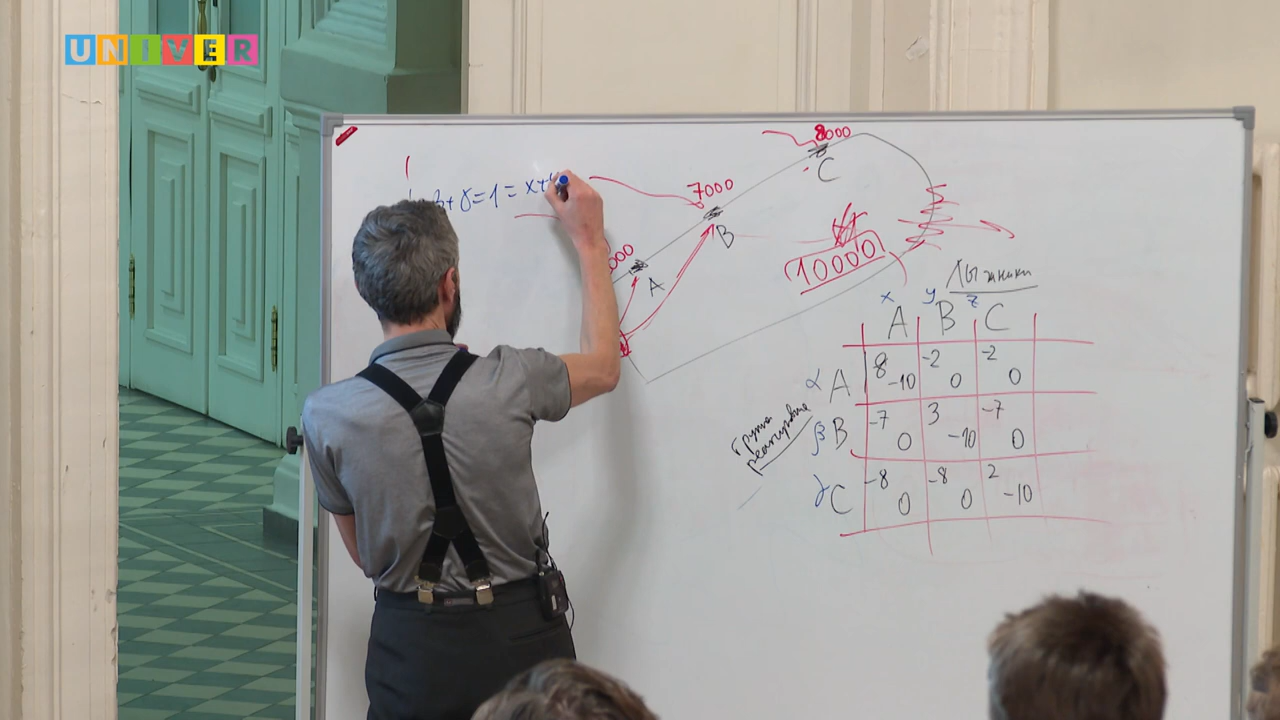 UNIVER
β+γ=1=x+
8000
C
7000
B
000
A
10000
Лыжники
x y z
A B C
α A 8 -10 -2 0 -2 0
Группа реагирования
β B -7 0 3 -10 -7 0
γ C -8 0 -8 0 2 -10